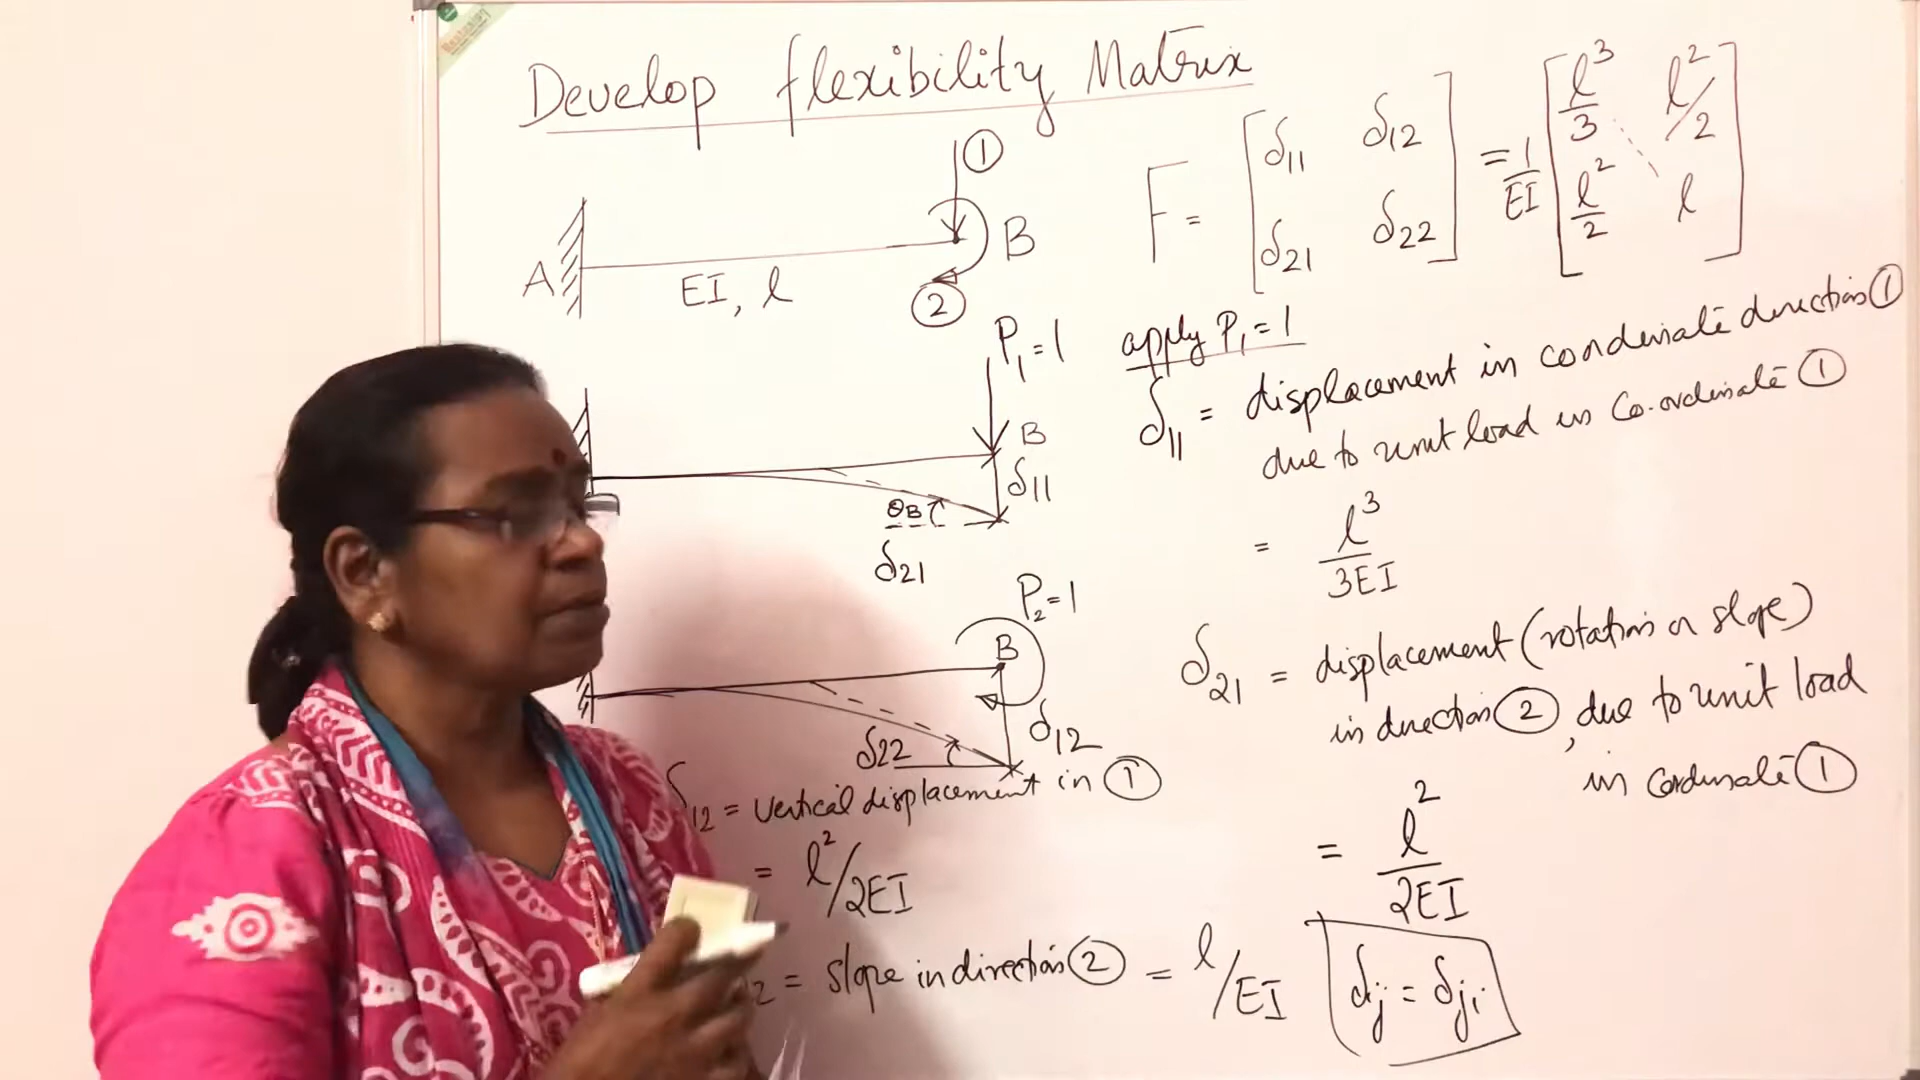 Develop flexibility Matrix
①
A
EI, l
B
②
F = [δ11 δ12
δ21 δ22] = 1/EI [l³/3 l²/2
l²/2 l]
P₁=1
B
δ11
θB
δ21
P₂=1
B
δ12
δ22
δ12 = vertical displacement in ①
= l²/2EI
2 = slope in direction ② = l/EI
apply P₁ = 1
δ11 = displacement in coordinate direction ①
due to unit load in Co-ordinate ①
= l³/3EI
δ21 = displacement (rotation or slope)
in direction ②, due to unit load
in cordinate ①
= l²/2EI
δij = δji